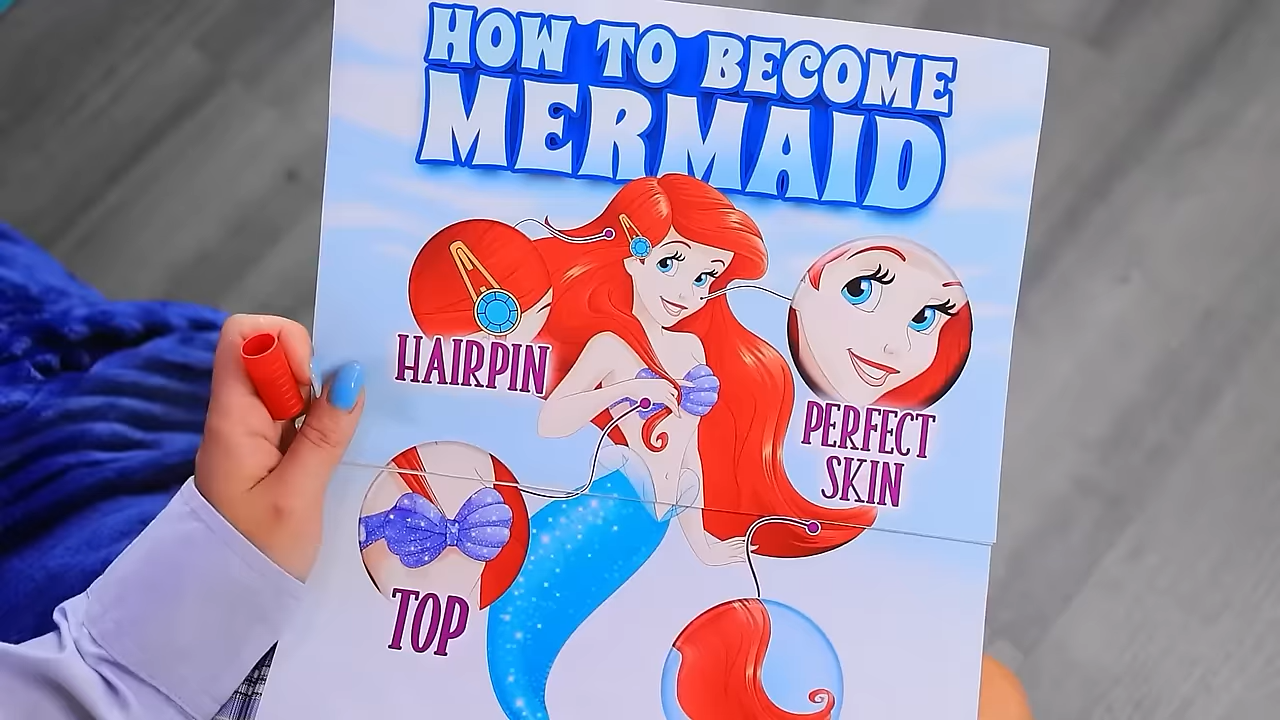 HOW TO BECOME
MERMAID
HAIRPIN
PERFECT
SKIN
TOP